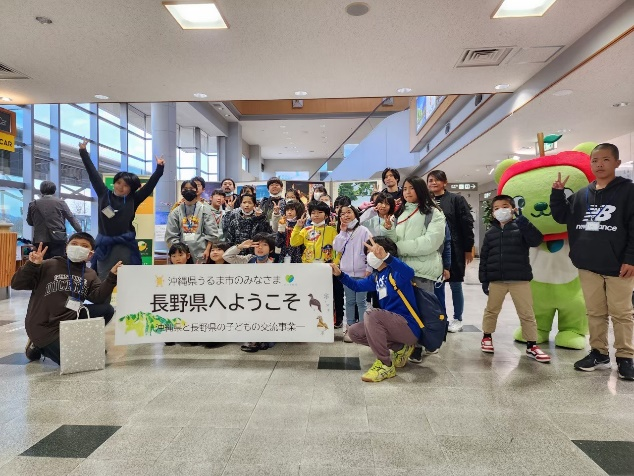 CAR
沖縄県うるま市のみなさま
長野県へようこそ
沖縄県と長野県の子どもの交流事業
new balance